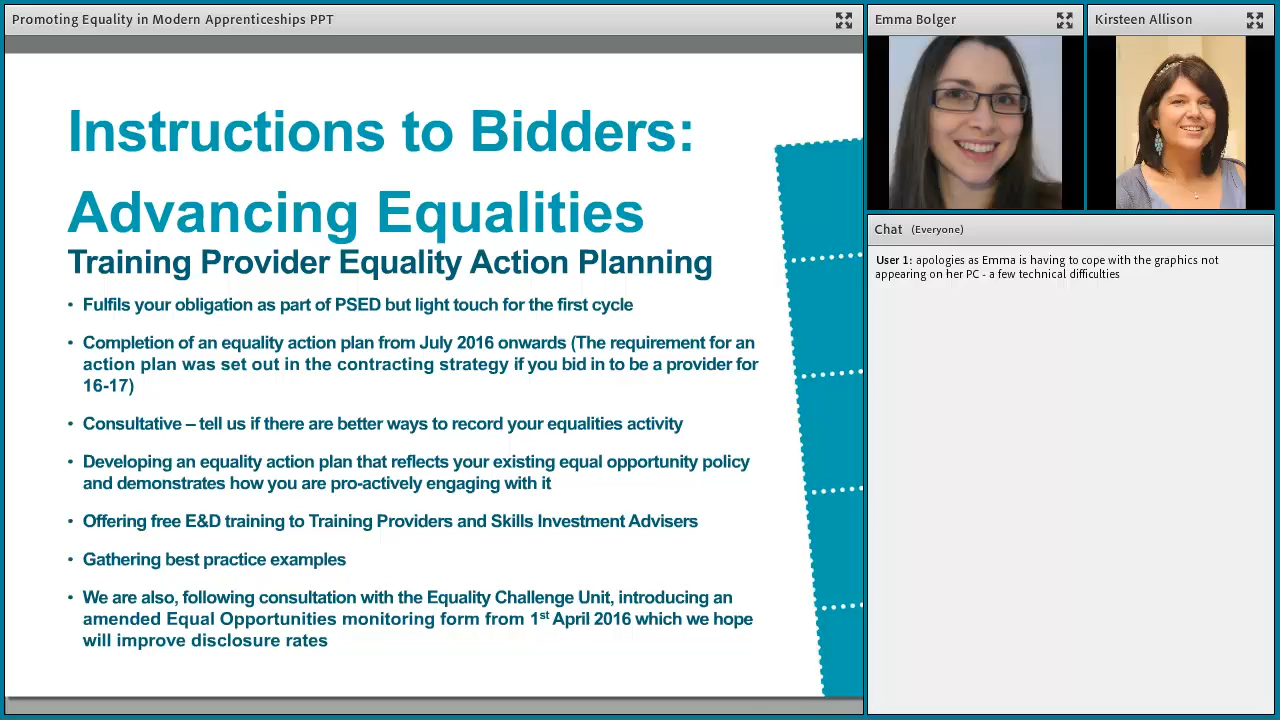 Promoting Equality in Modern Apprenticeships PPT
Instructions to Bidders:
Advancing Equalities
Training Provider Equality Action Planning
• Fulfils your obligation as part of PSED but light touch for the first cycle
• Completion of an equality action plan from July 2016 onwards (The requirement for an
action plan was set out in the contracting strategy if you bid in to be a provider for
16-17)
• Consultative – tell us if there are better ways to record your equalities activity
• Developing an equality action plan that reflects your existing equal opportunity policy
and demonstrates how you are pro-actively engaging with it
• Offering free E&D training to Training Providers and Skills Investment Advisers
• Gathering best practice examples
• We are also, following consultation with the Equality Challenge Unit, introducing an
amended Equal Opportunities monitoring form from 1st April 2016 which we hope
will improve disclosure rates
Emma Bolger
Kirsteen Allison
Chat (Everyone)
User 1: apologies as Emma is having to cope with the graphics not
appearing on her PC - a few technical difficulties